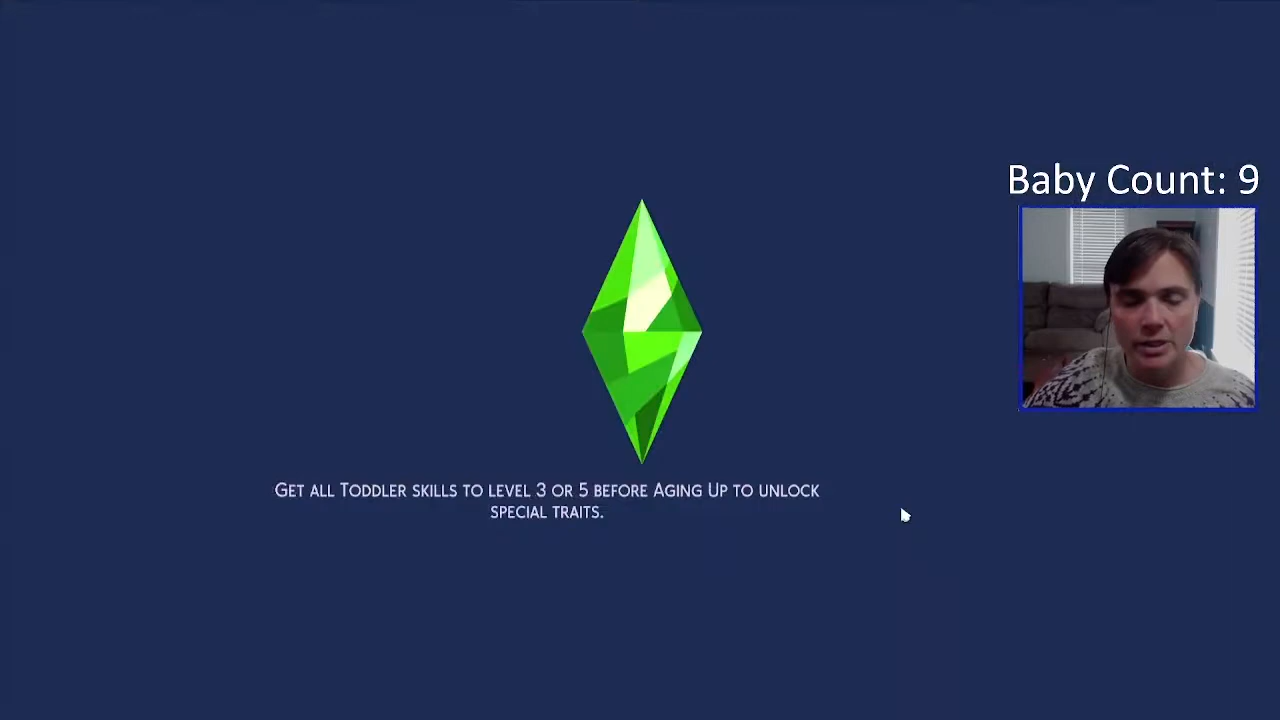 Baby Count: 9
GET ALL TODDLER SKILLS TO LEVEL 3 OR 5 BEFORE AGING UP TO UNLOCK
SPECIAL TRAITS.